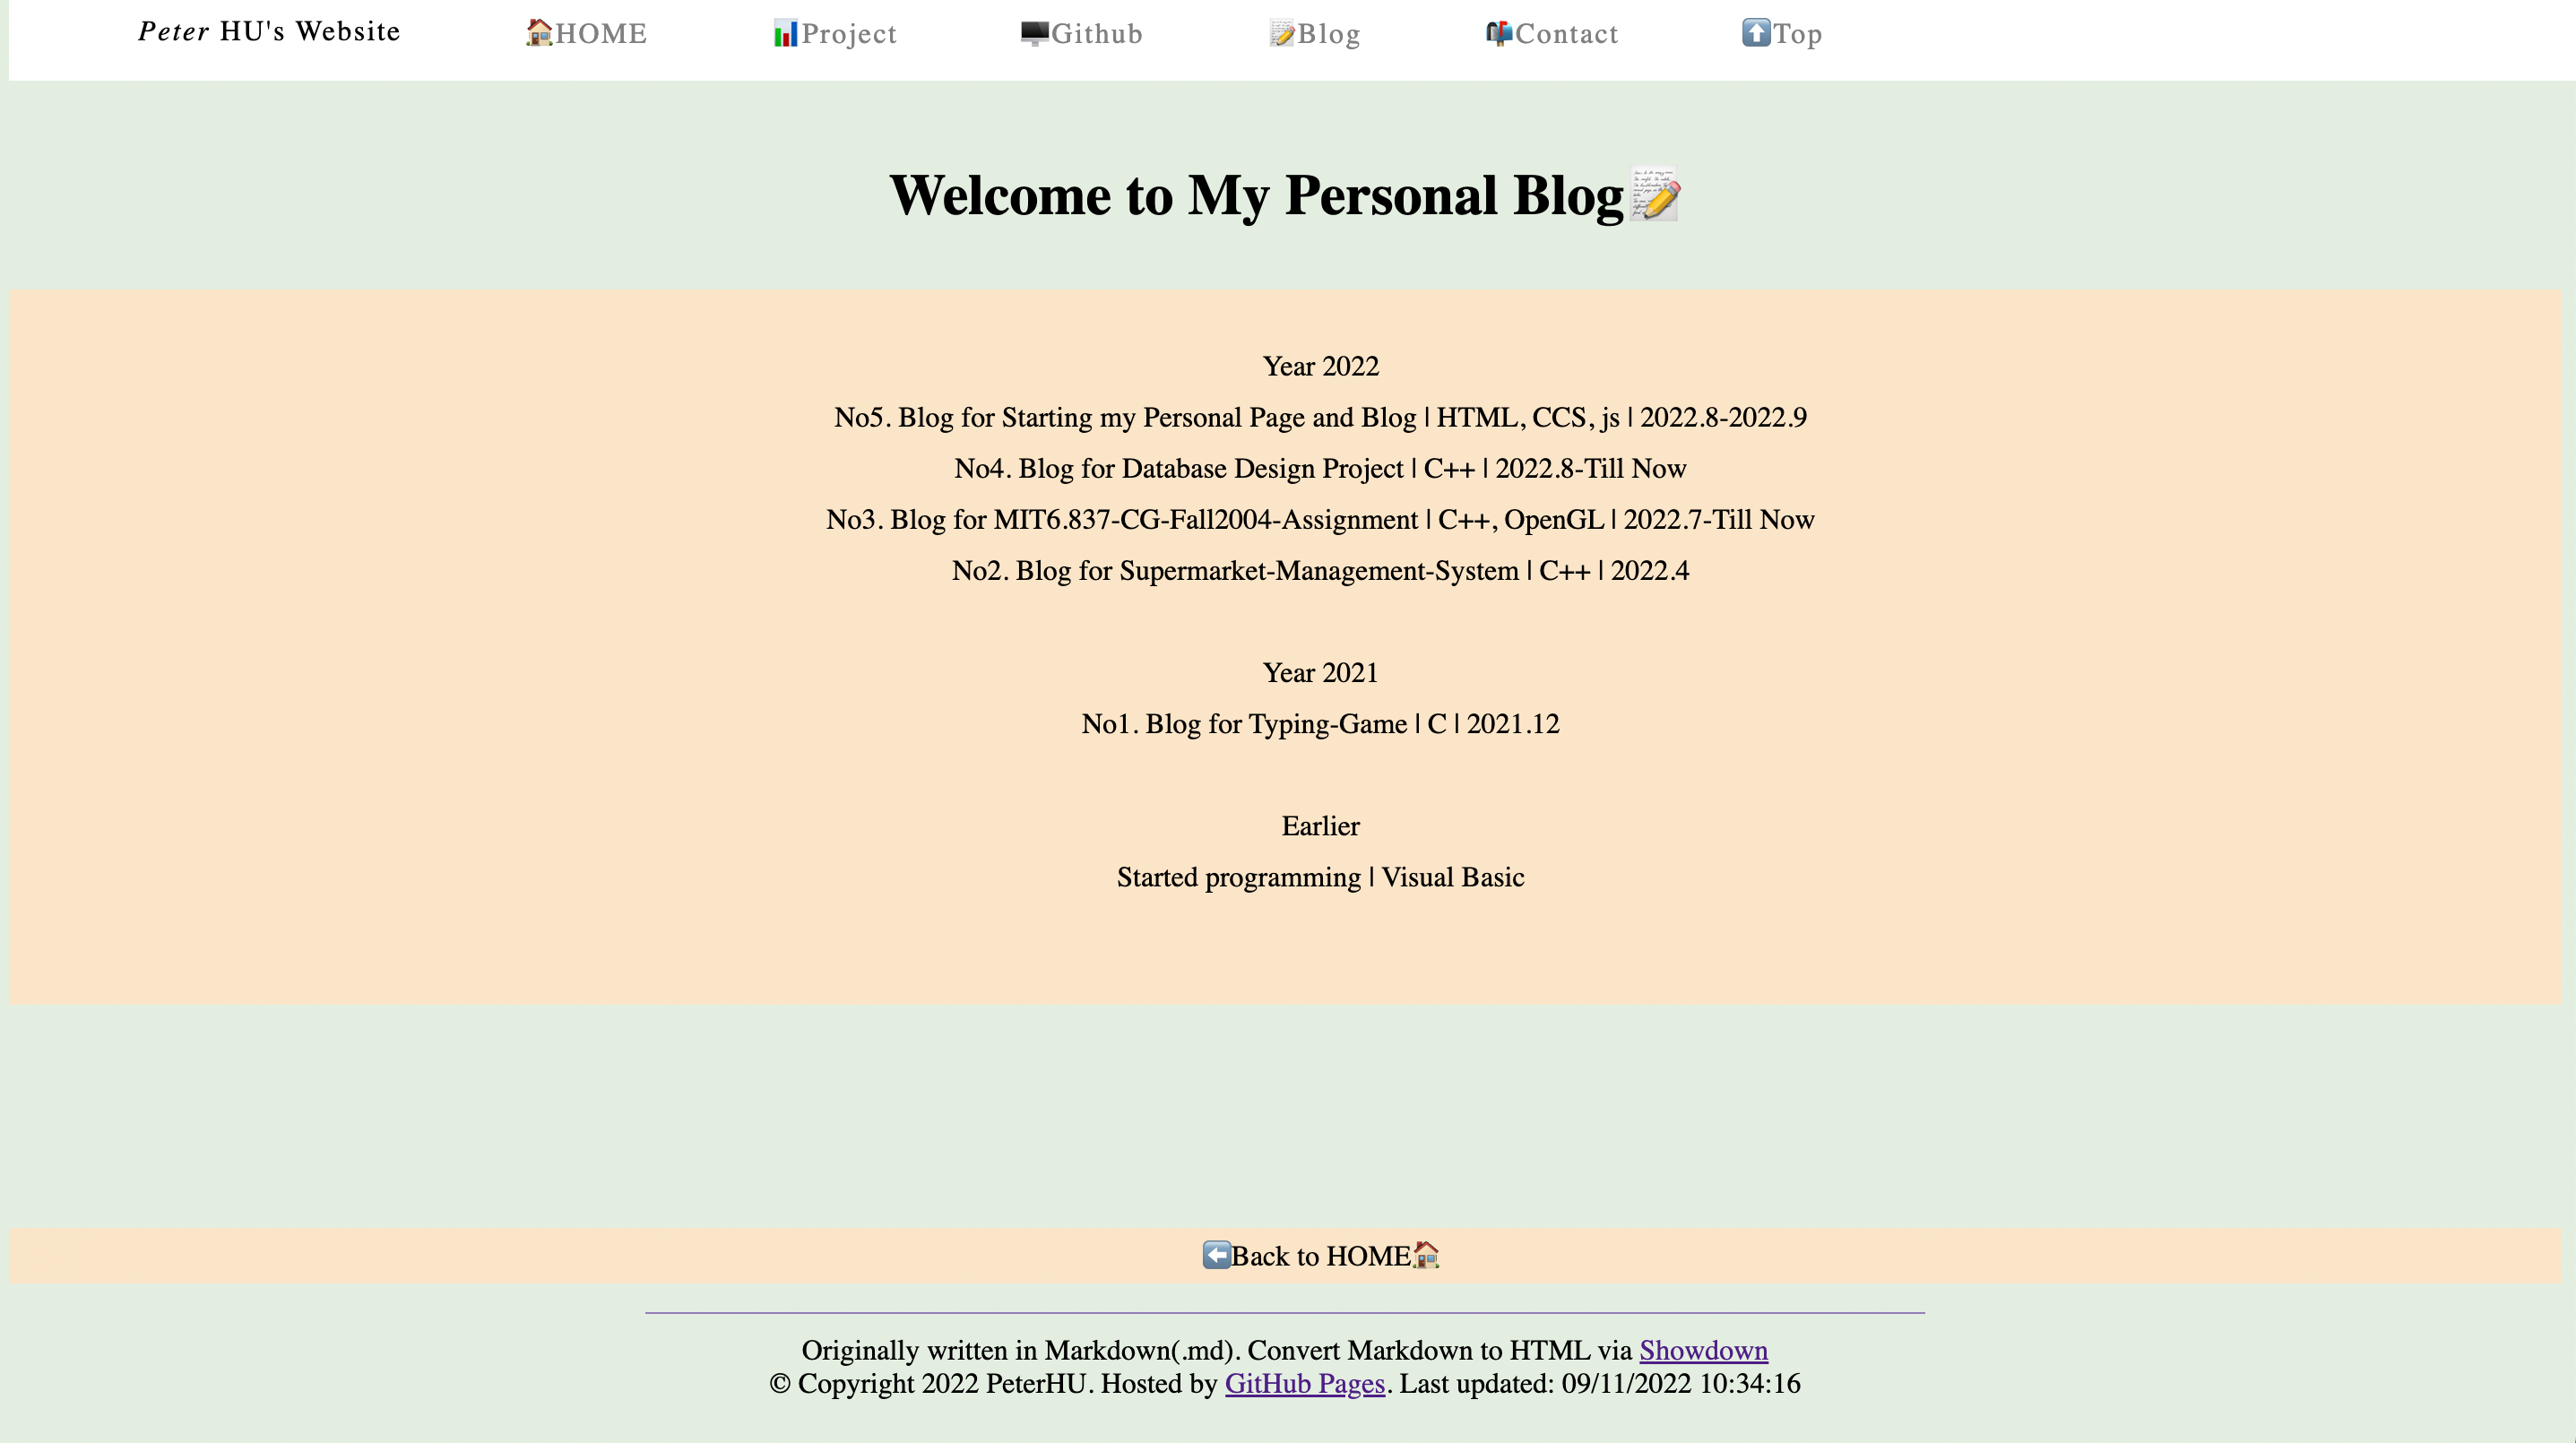 Peter HU's Website 🏠HOME 📊Project 🖥️Github 📝Blog 📬Contact ⬆️Top
Welcome to My Personal Blog📝
Year 2022
No5. Blog for Starting my Personal Page and Blog | HTML, CCS, js | 2022.8-2022.9
No4. Blog for Database Design Project | C++ | 2022.8-Till Now
No3. Blog for MIT6.837-CG-Fall2004-Assignment | C++, OpenGL | 2022.7-Till Now
No2. Blog for Supermarket-Management-System | C++ | 2022.4
Year 2021
No1. Blog for Typing-Game | C | 2021.12
Earlier
Started programming | Visual Basic
⬅️Back to HOME🏠
Originally written in Markdown(.md). Convert Markdown to HTML via Showdown
© Copyright 2022 PeterHU. Hosted by GitHub Pages. Last updated: 09/11/2022 10:34:16